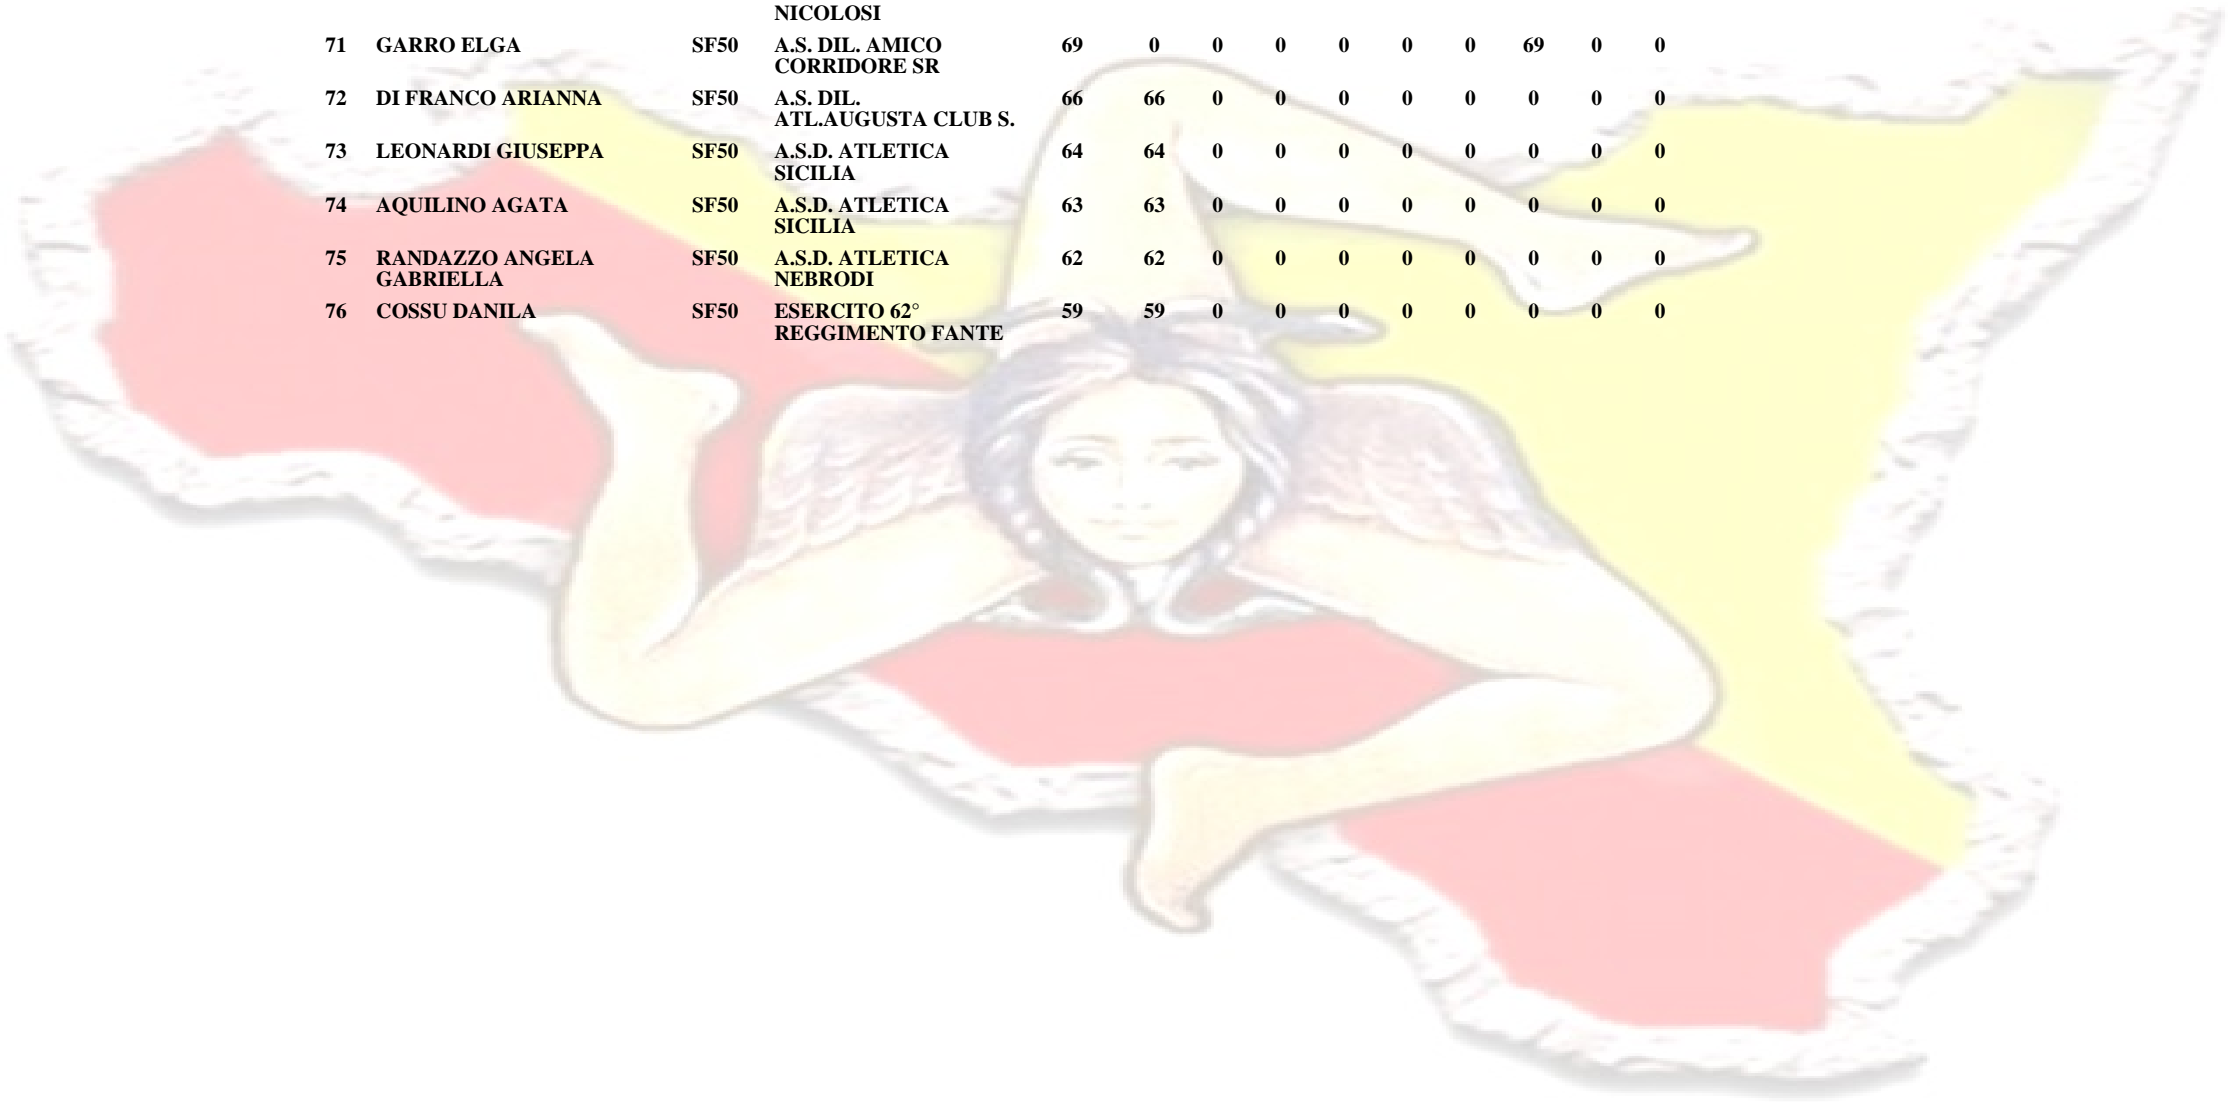 NICOLOSI
71 GARRO ELGA SF50 A.S. DIL. AMICO 69 0 0 0 0 0 0 69 0 0
CORRIDORE SR
72 DI FRANCO ARIANNA SF50 A.S. DIL. 66 66 0 0 0 0 0 0 0 0
ATL.AUGUSTA CLUB S.
73 LEONARDI GIUSEPPA SF50 A.S.D. ATLETICA 64 64 0 0 0 0 0 0 0 0
SICILIA
74 AQUILINO AGATA SF50 A.S.D. ATLETICA 63 63 0 0 0 0 0 0 0 0
SICILIA
75 RANDAZZO ANGELA SF50 A.S.D. ATLETICA 62 62 0 0 0 0 0 0 0 0
GABRIELLA NEBRODI
76 COSSU DANILA SF50 ESERCITO 62° 59 59 0 0 0 0 0 0 0 0
REGGIMENTO FANTE